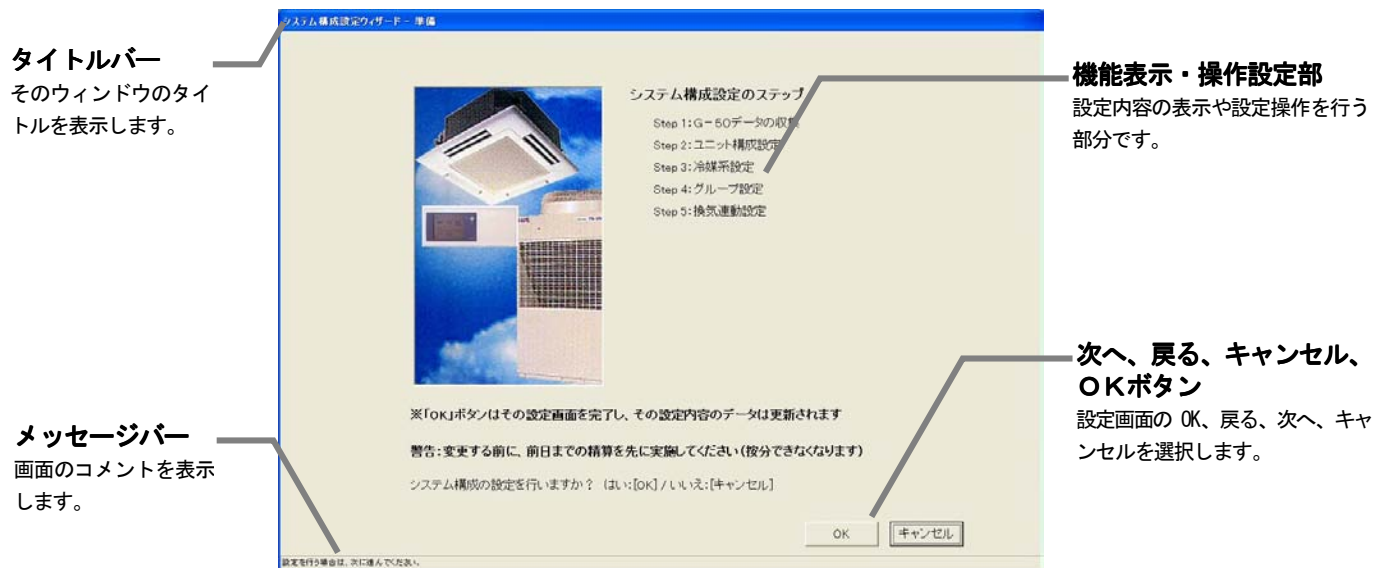 システム構成設定ウィザード - 準備
タイトルバー
そのウィンドウのタイ
トルを表示します。
機能表示・操作設定部
設定内容の表示や設定操作を行う
部分です。
システム構成設定のステップ
Step 1:G-50データの収集
Step 2:ユニット構成設定
Step 3:冷媒系設定
Step 4:グループ設定
Step 5:換気連動設定
次へ、戻る、キャンセル、
OKボタン
設定画面の OK、戻る、次へ、キャ
ンセルを選択します。
メッセージバー
画面のコメントを表示
します。
※「OK」ボタンはその設定画面を完了し、その設定内容のデータは更新されます
警告:変更する前に、前日までの精算を先に実施してください(按分できなくなります)
システム構成の設定を行いますか? はい:[OK] / いいえ:[キャンセル]
OK
キャンセル
設定を行う場合は、次に進んでください。